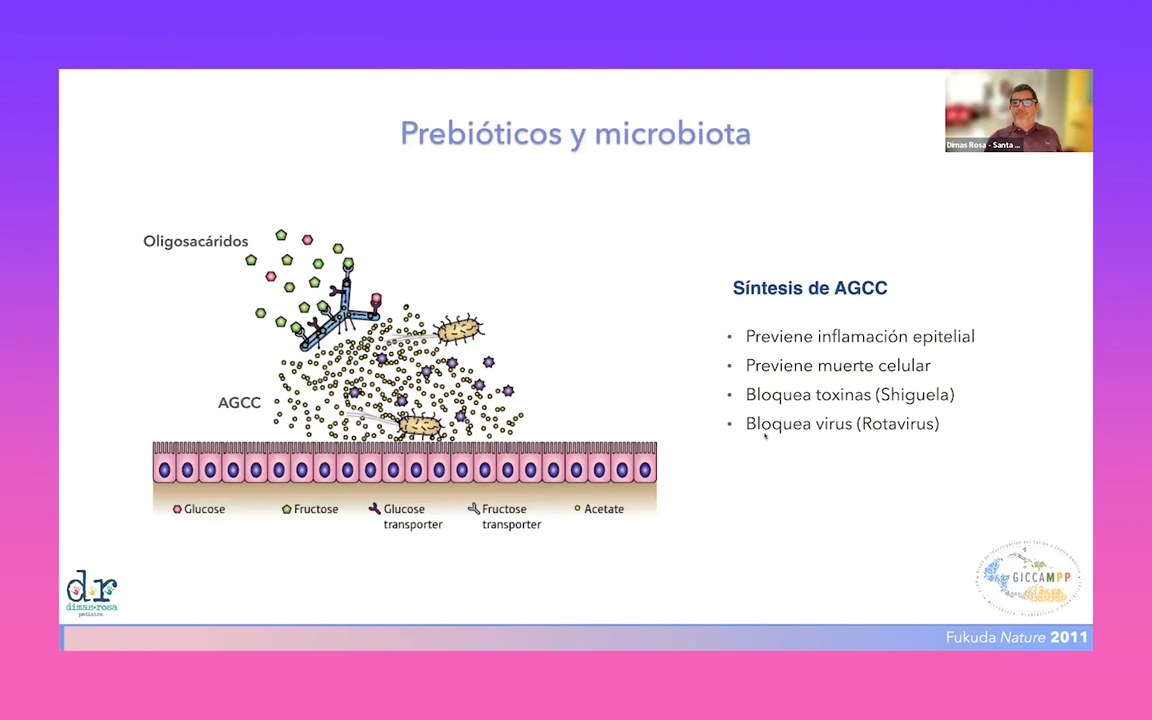 Prebióticos y microbiota
Dimas Rosa - Santa ...
Oligosacáridos
AGCC
Síntesis de AGCC
• Previene inflamación epitelial
• Previene muerte celular
• Bloquea toxinas (Shiguela)
• Bloquea virus (Rotavirus)
Glucose
Fructose
Glucose
transporter
Fructose
transporter
Acetate
dr
dimas•rosa
pediatra
GICCAMPP
Fukuda Nature 2011